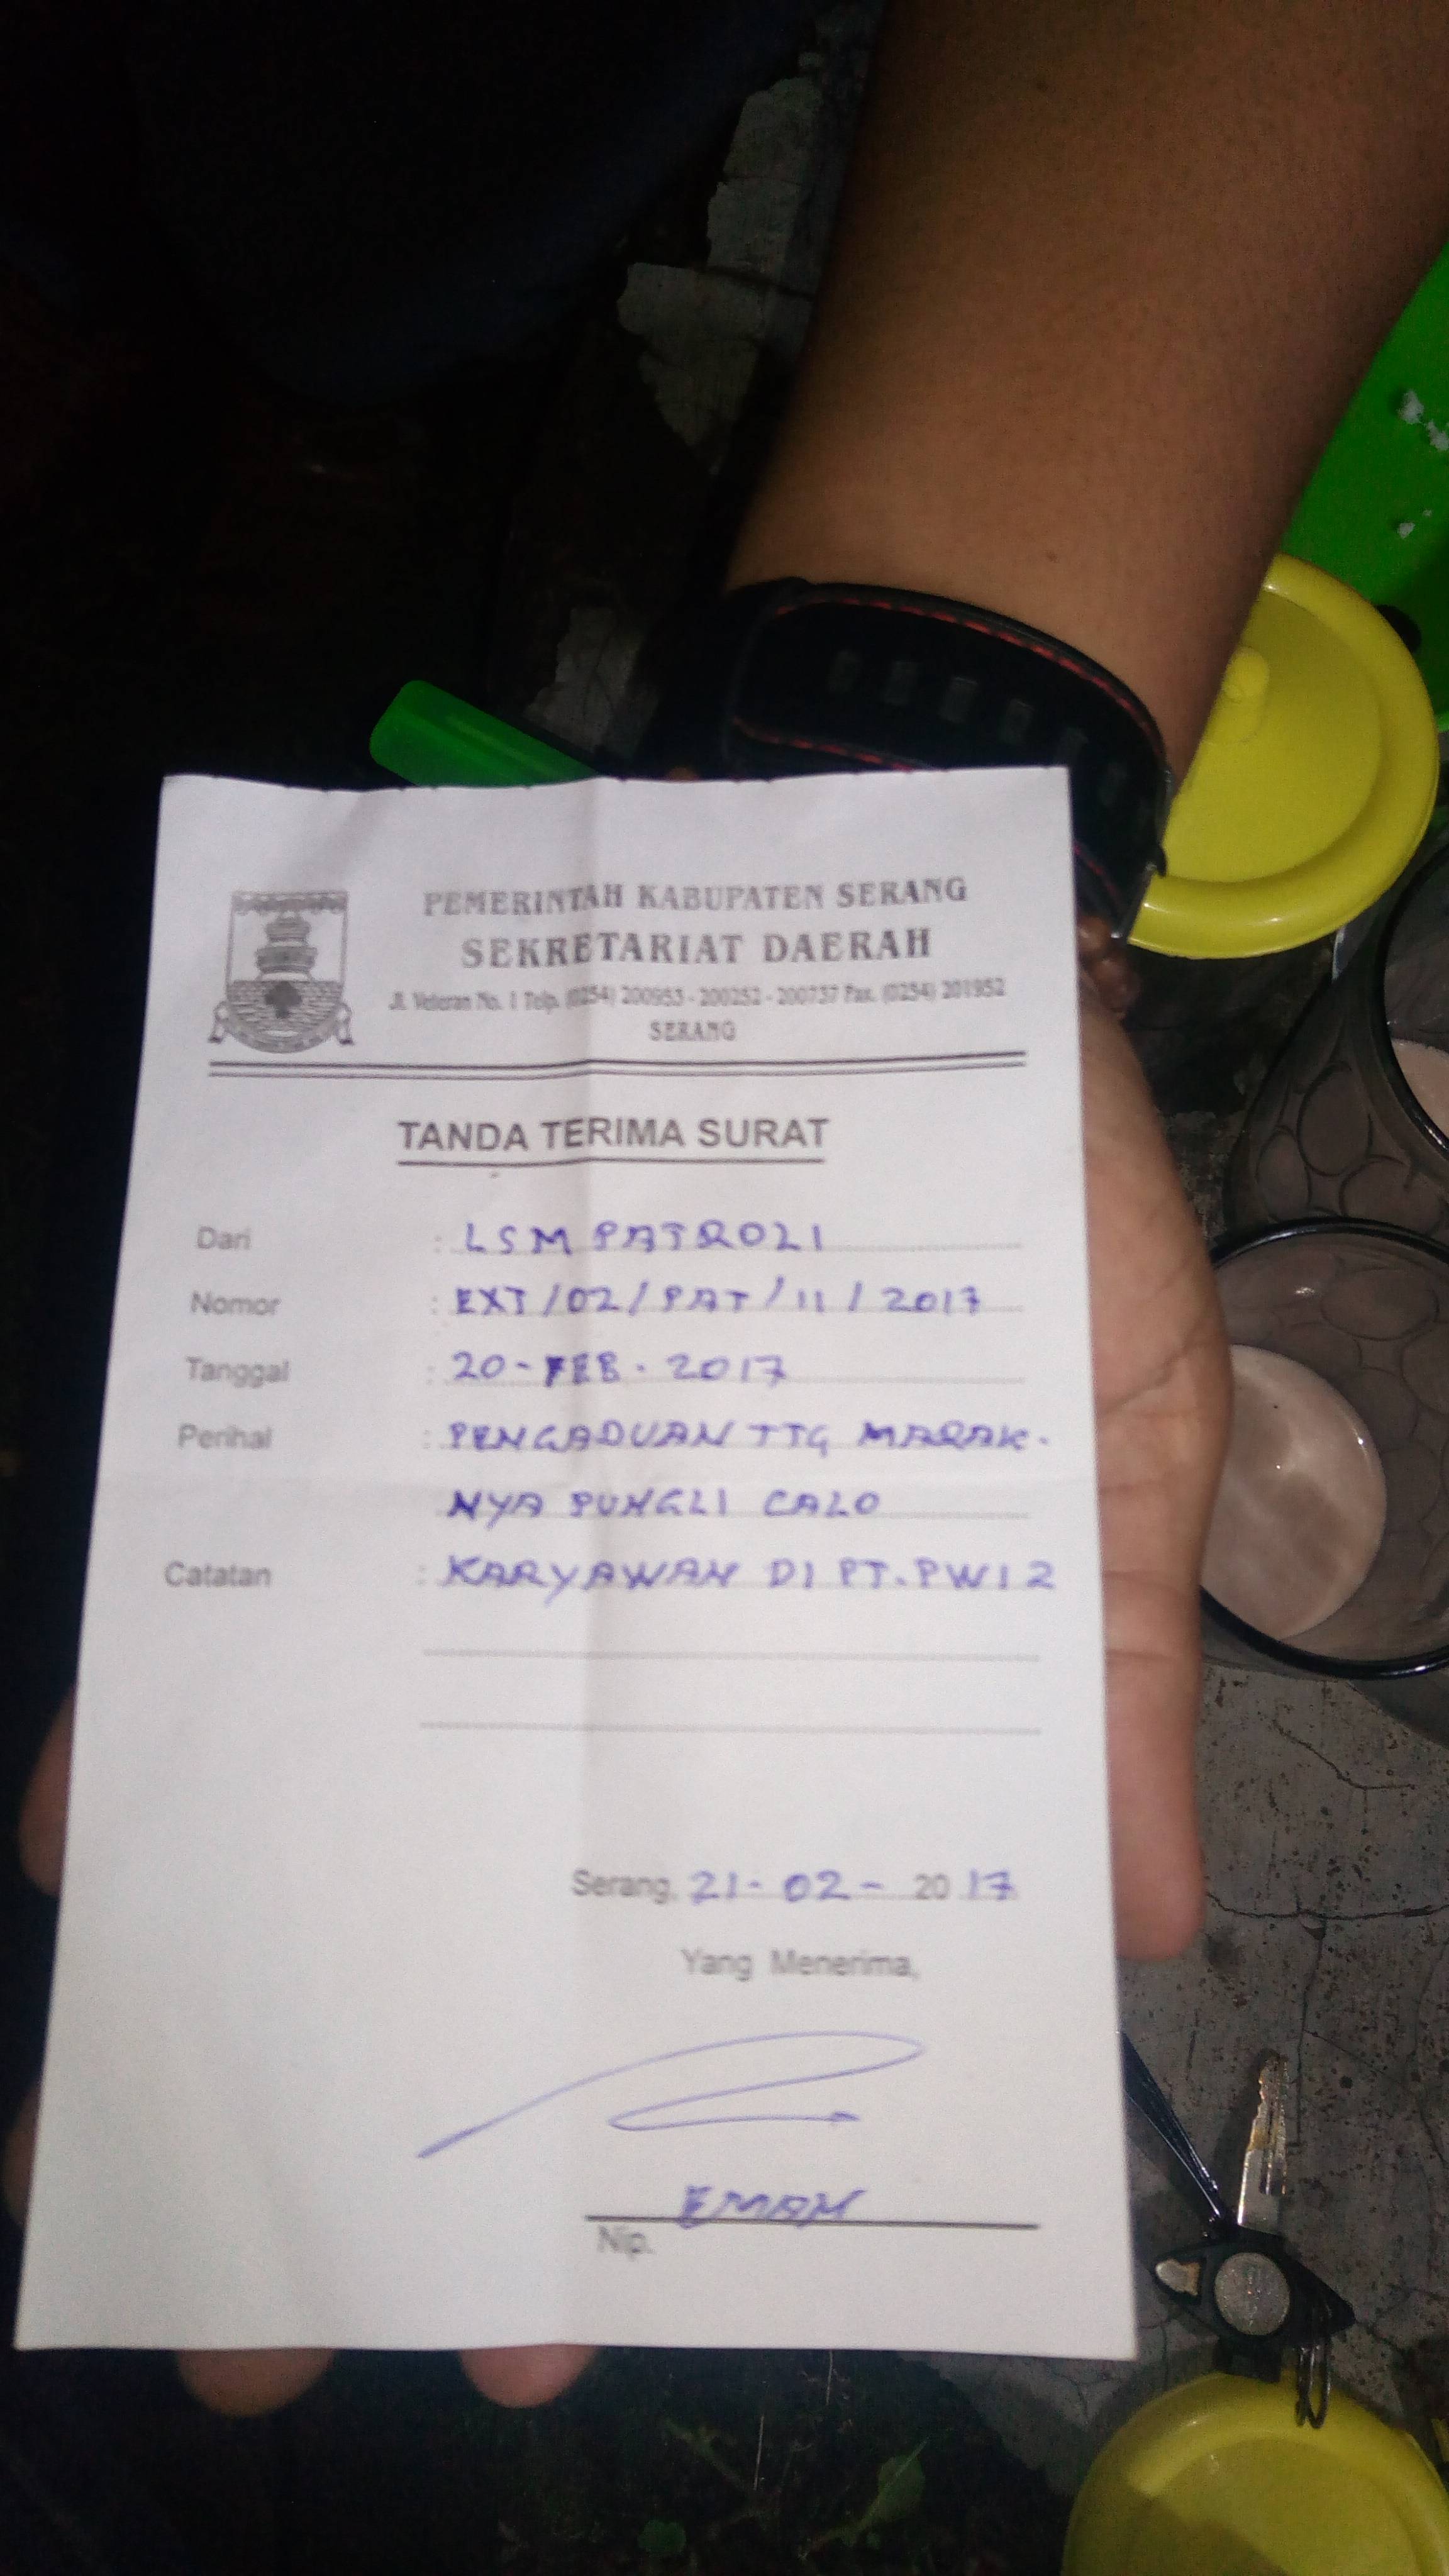 PEMERINTAH KABUPATEN SERANG
SEKRETARIAT DAERAH
Jl. Veteran No. 1 Telp. (0254) 200953 - 200252 - 200737 Fax. (0254) 201952
SERANG
TANDA TERIMA SURAT
Dari : LSM PATROLI
Nomor : EXT/02/PAT/11/2017
Tanggal : 20-FEB-2017
Perihal : PENGADUAN TTG MARAK-
NYA PUNGLI CALO
Catatan : KARYAWAN DI PT. PWI 2
Serang, 21-02-2017
Yang Menerima,
EMAN
Nip.